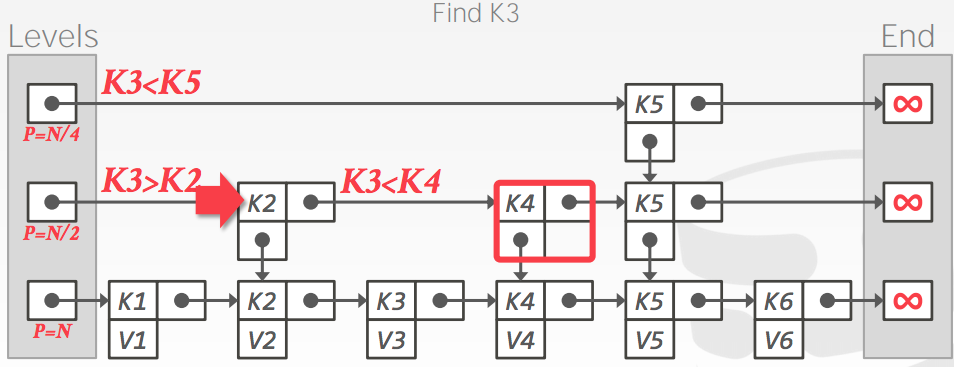 Find K3
Levels
End
K3<K5
K5
∞
P=N/4
K3>K2
K2
K3<K4
K4
K5
∞
P=N/2
K1
K2
K3
K4
K5
K6
∞
P=N
V1
V2
V3
V4
V5
V6